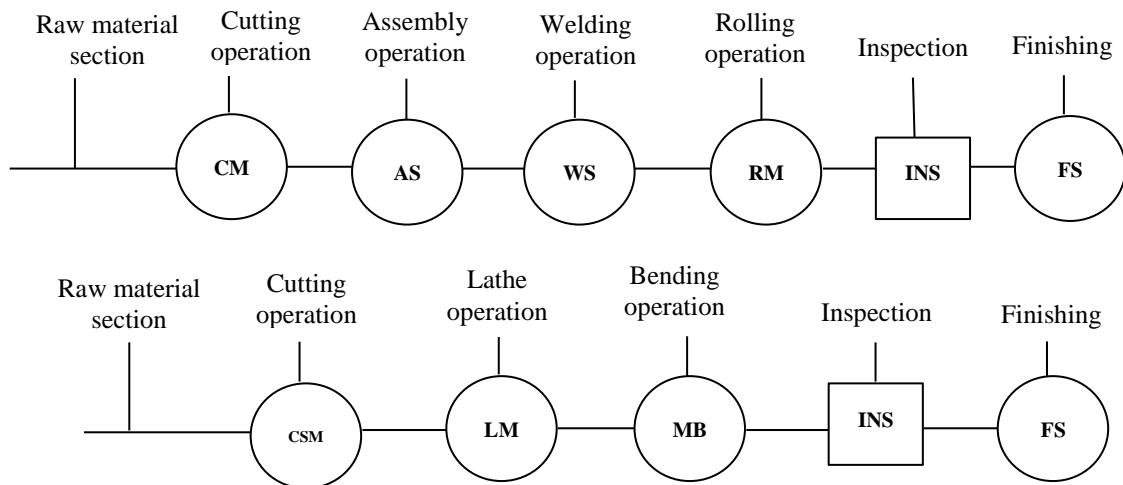 Raw material
section
Cutting
operation
Assembly
operation
Welding
operation
Rolling
operation
Inspection
Finishing
CM
AS
WS
RM
INS
FS
Raw material
section
Cutting
operation
Lathe
operation
Bending
operation
Inspection
Finishing
CSM
LM
MB
INS
FS